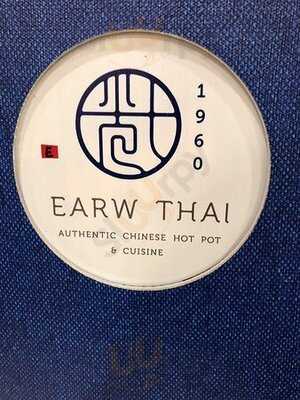 1960
E
EARW THAI
AUTHENTIC CHINESE HOT POT
& CUISINE